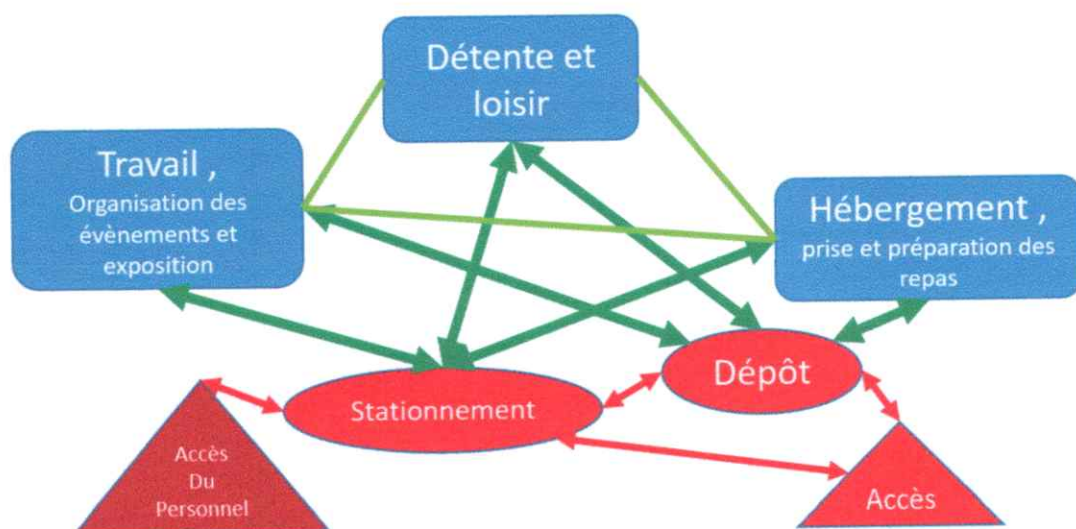 Détente et
loisir
Travail ,
Organisation des
évènements et
exposition
Hébergement ,
prise et préparation des
repas
Dépôt
Stationnement
Accès
Du
Personnel
Accès